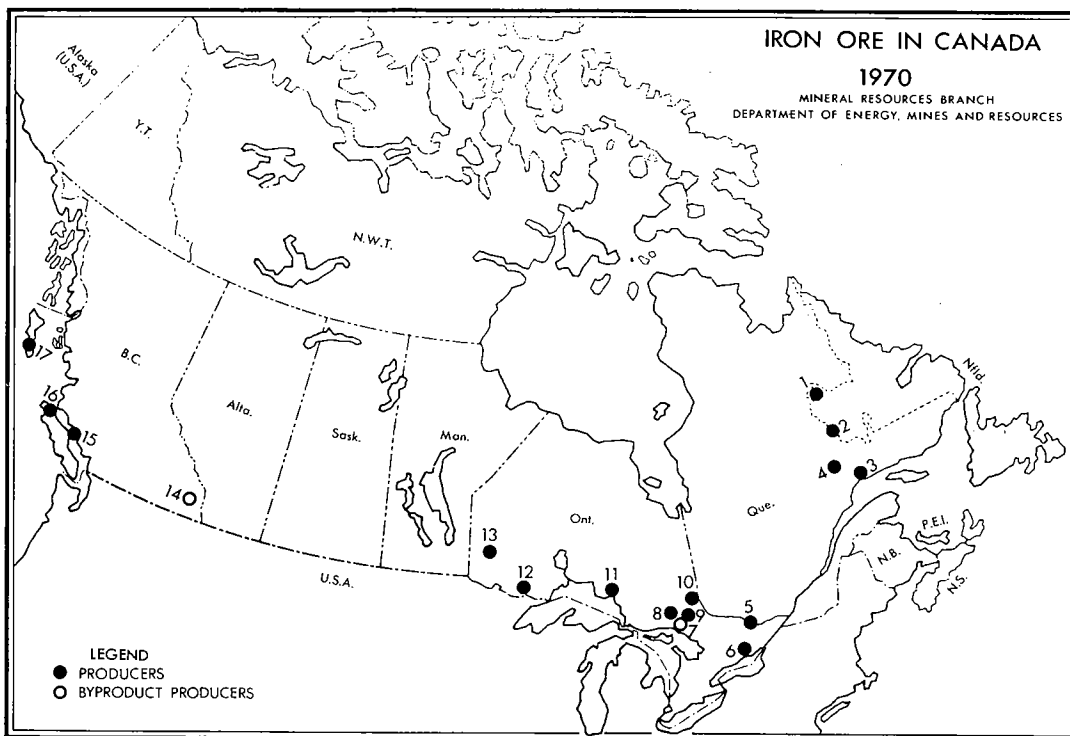 IRON ORE IN CANADA
1970
MINERAL RESOURCES BRANCH
DEPARTMENT OF ENERGY, MINES AND RESOURCES
Alaska
(U.S.A.)
Y.T.
N.W.T.
B.C.
Alta.
Sask.
Man.
Ont.
Que.
Nfld.
P.E.I.
N.B.
N.S.
U.S.A.
1
2
3
4
5
6
7
8
9
10
11
12
13
14
15
16
17
LEGEND
PRODUCERS
BYPRODUCT PRODUCERS